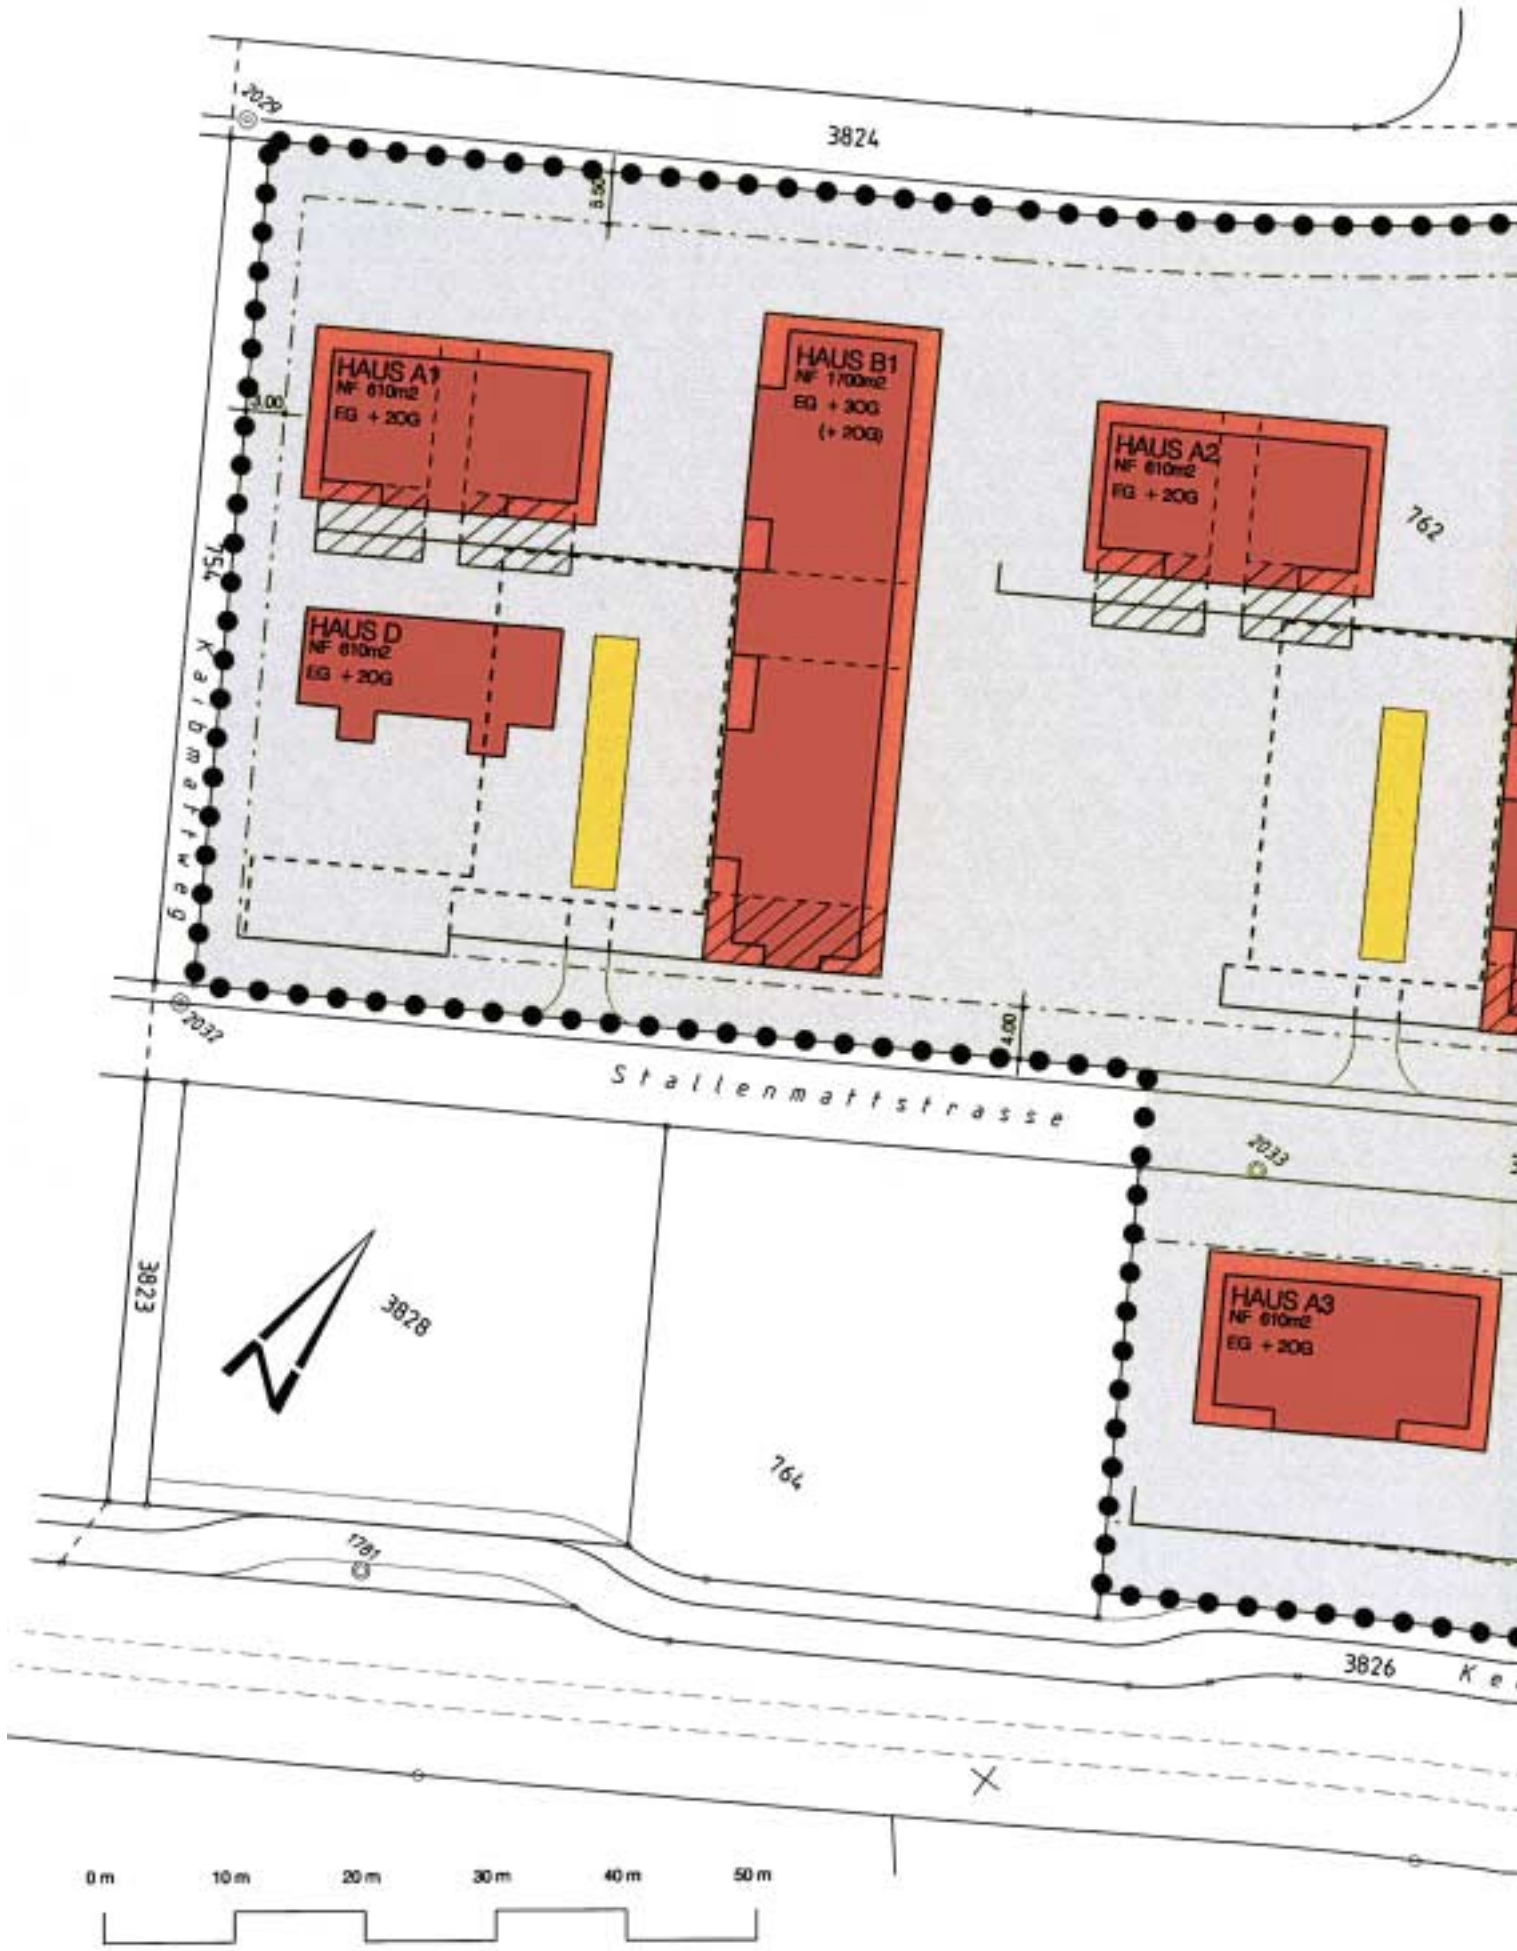 2029
3824
8.50
HAUS A1
NF 610m2
EG + 2OG
HAUS B1
NF 1700m2
EG + 3OG
(+ 2OG)
HAUS A2
NF 610m2
EG + 2OG
762
3.00
754
Kaibmattweg
HAUS D
NF 610m2
EG + 2OG
2032
4.00
Stallenmattstrasse
2033
3823
3828
HAUS A3
NF 610m2
EG + 2OG
764
1781
3826
0 m 10 m 20 m 30 m 40 m 50 m